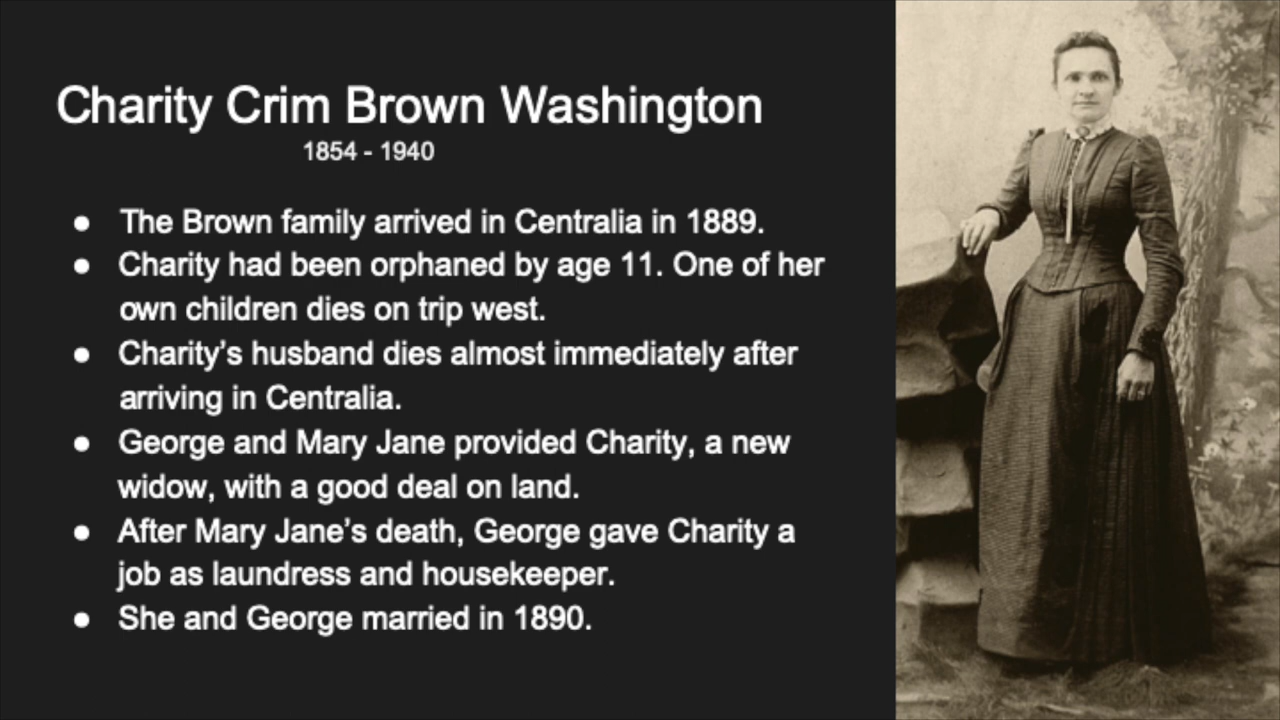 Charity Crim Brown Washington
1854 - 1940
● The Brown family arrived in Centralia in 1889.
● Charity had been orphaned by age 11. One of her
own children dies on trip west.
● Charity’s husband dies almost immediately after
arriving in Centralia.
● George and Mary Jane provided Charity, a new
widow, with a good deal on land.
● After Mary Jane’s death, George gave Charity a
job as laundress and housekeeper.
● She and George married in 1890.